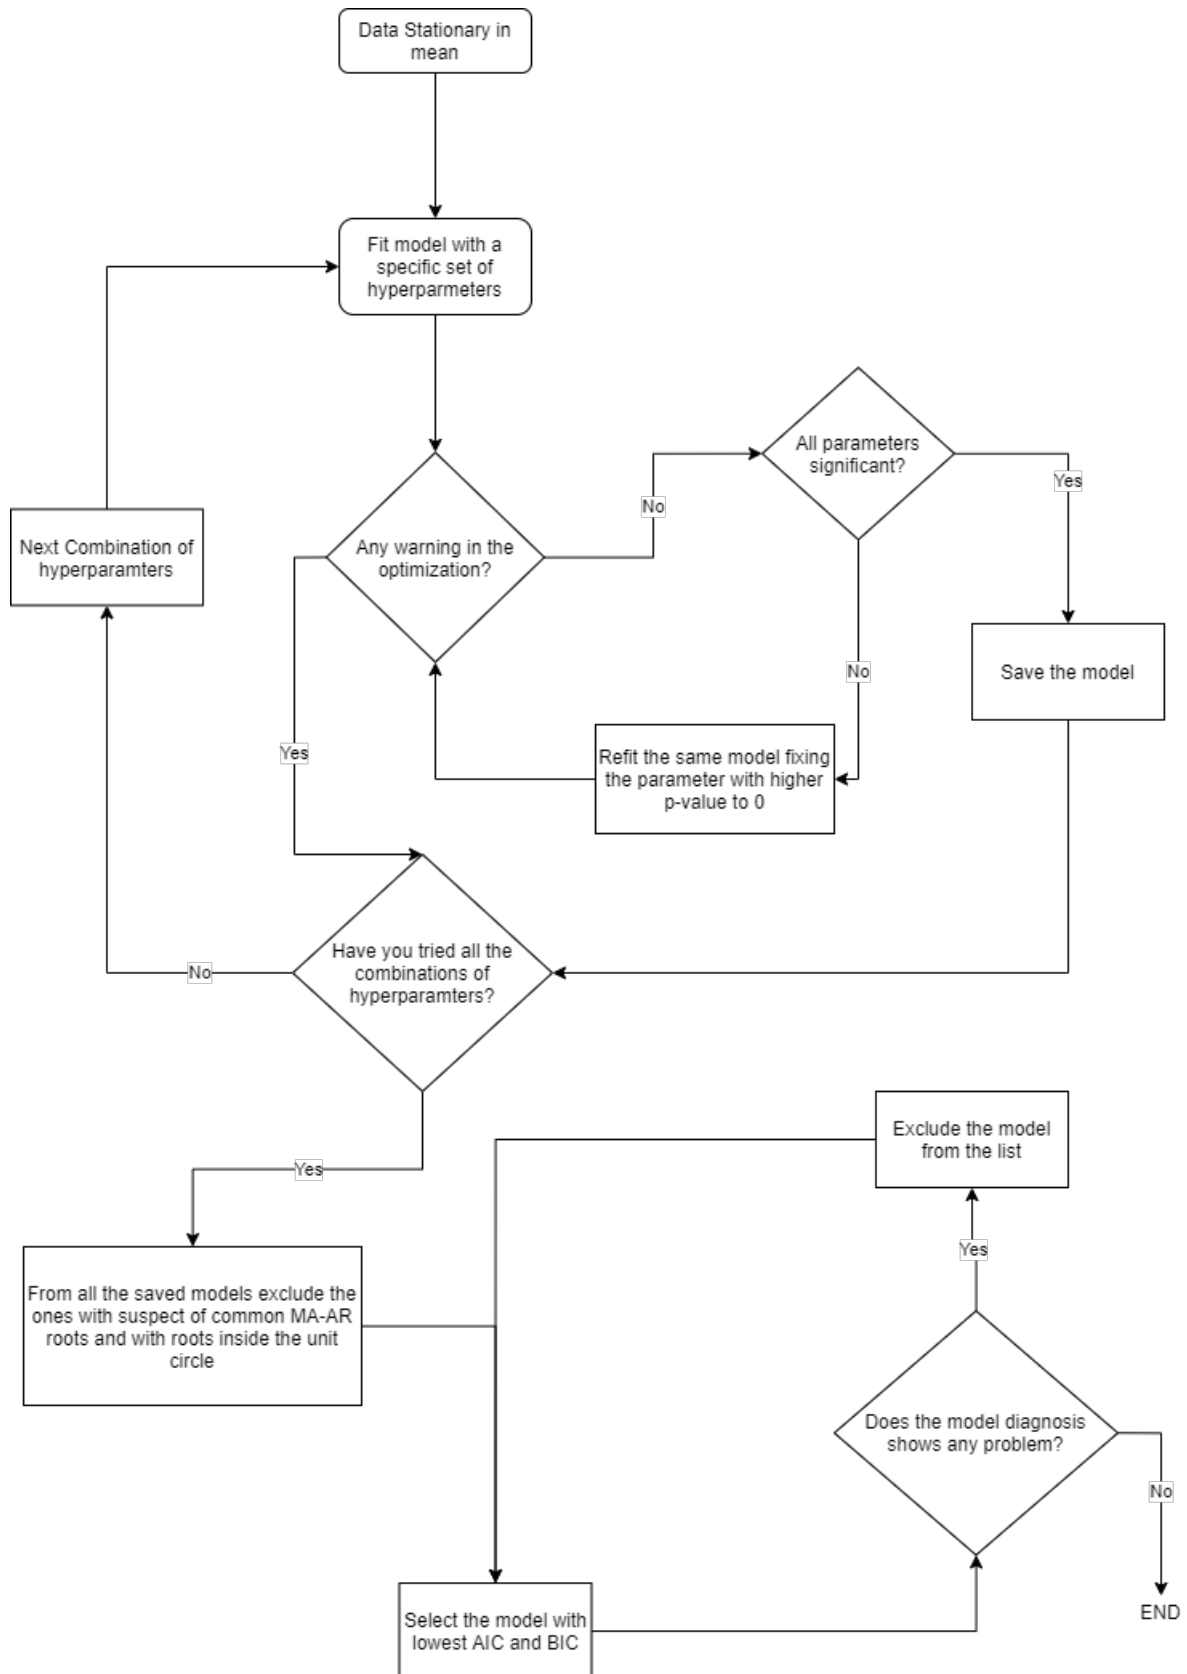 Data Stationary in
mean
Fit model with a
specific set of
hyperparmeters
All parameters
significant?
Yes
No
Any warning in the
optimization?
Next Combination of
hyperparamters
Save the model
No
Yes
Refit the same model fixing
the parameter with higher
p-value to 0
Have you tried all the
combinations of
hyperparamters?
No
Yes
Exclude the model
from the list
Yes
From all the saved models exclude the
ones with suspect of common MA-AR
roots and with roots inside the unit
circle
Does the model diagnosis
shows any problem?
No
END
Select the model with
lowest AIC and BIC